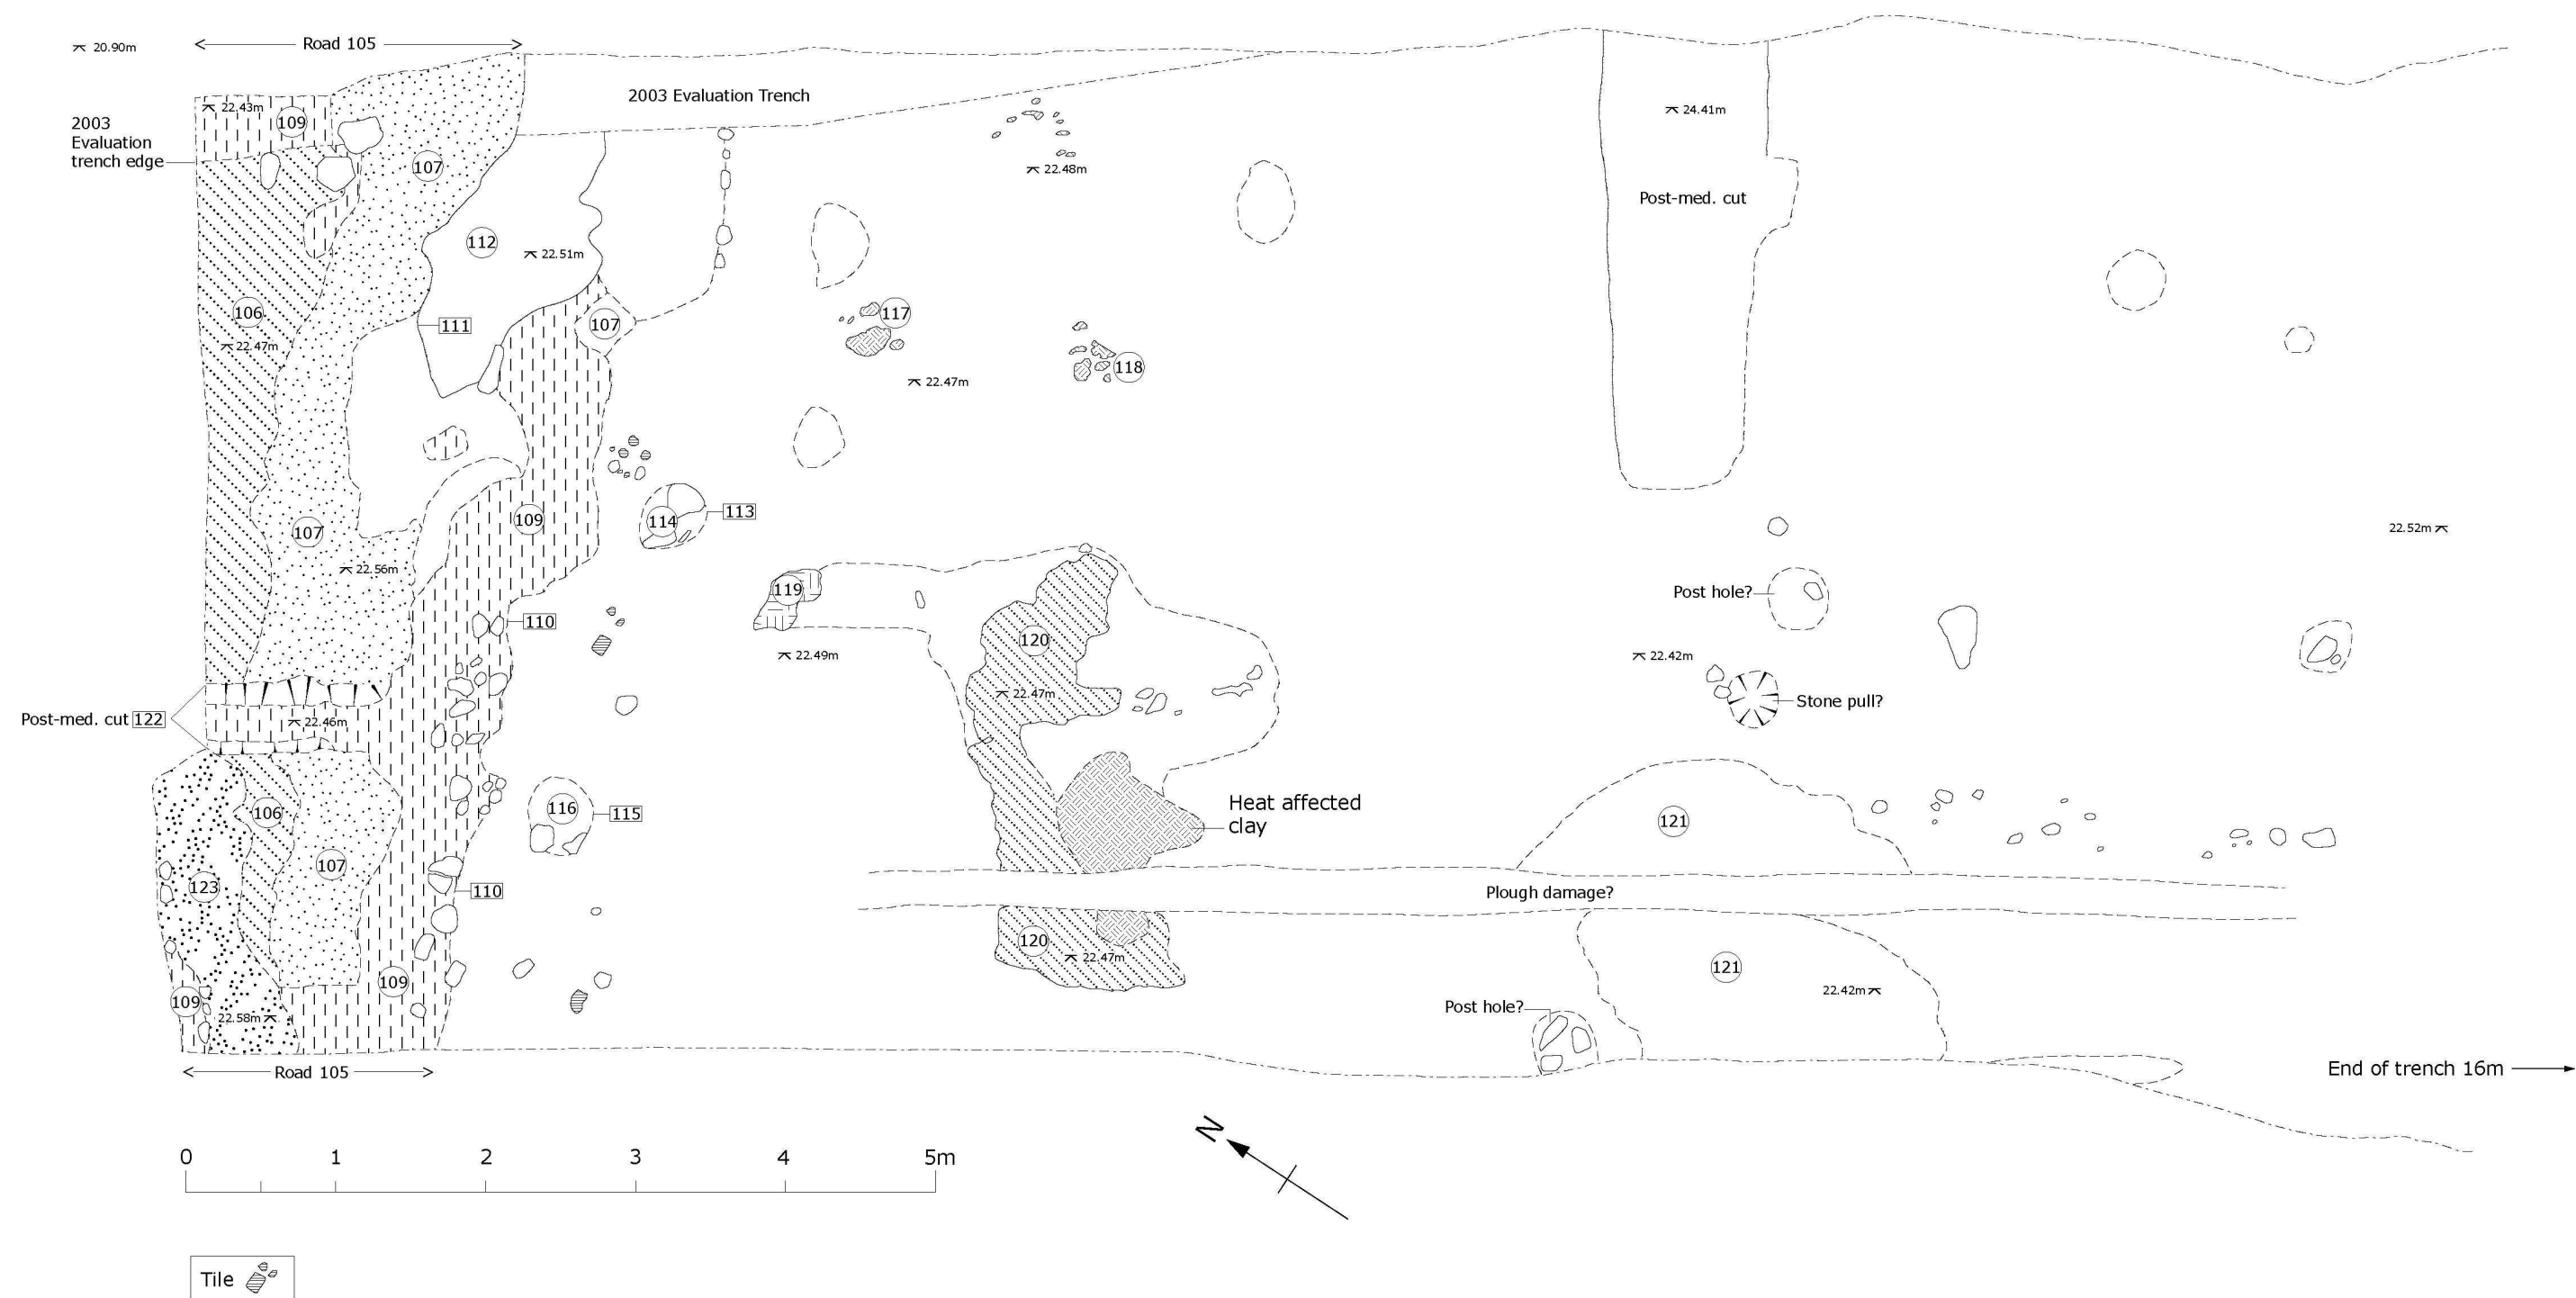 20.90m
Road 105
2003 Evaluation Trench
22.43m
109
2003
Evaluation
trench edge
24.41m
107
22.48m
Post-med. cut
112
22.51m
106
111
107
117
22.47m
118
22.47m
107
109
114
113
22.52m
22.56m
119
Post hole?
110
120
22.49m
22.42m
22.47m
Stone pull?
Post-med. cut 122
22.46m
106
116
115
Heat affected
clay
121
107
123
110
Plough damage?
120
22.47m
121
109
109
22.42m
Post hole?
22.58m
Road 105
End of trench 16m
N
0 1 2 3 4 5m
Tile